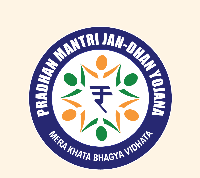 PRADHAN MANTRI JAN-DHAN YOJANA
₹
MERA KHATA BHAGYA VIDHATA